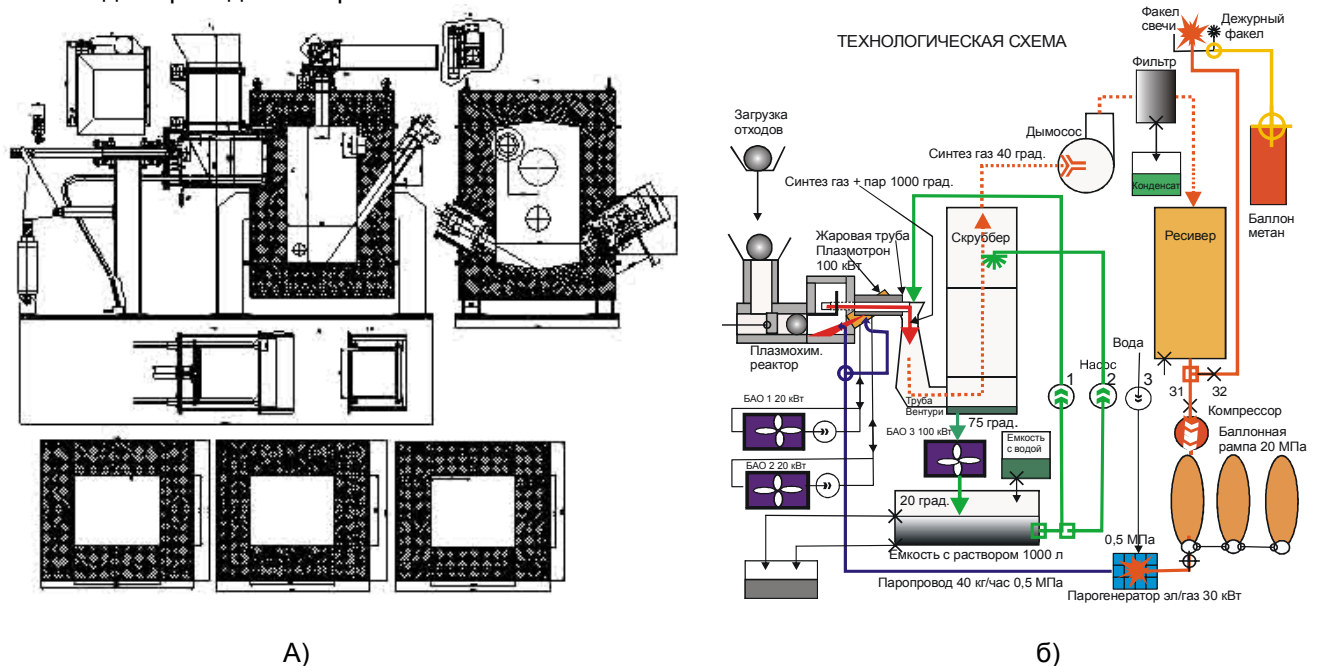 ТЕХНОЛОГИЧЕСКАЯ СХЕМА
Факел
свечи
Дежурный
факел
Фильтр
Загрузка
отходов
Дымосос
Синтез газ 40 град.
Конденсат
Синтез газ + пар 1000 град.
Баллон
метан
Жаровая труба
Плазмотрон
100 кВт
Скруббер
Ресивер
Плазмохим.
реактор
Вода
Насос
1
2
3
31
32
Труба
Вентури
БАО 1 20 кВт
75 град.
БАО 3 100 кВт
Емкость
с водой
Компрессор
Баллонная
рампа 20 МПа
БАО 2 20 кВт
20 град.
0,5 МПа
Емкость с раствором 1000 л
Паропровод 40 кг/час 0,5 МПа
Парогенератор эл/газ 30 кВт
А)
б)